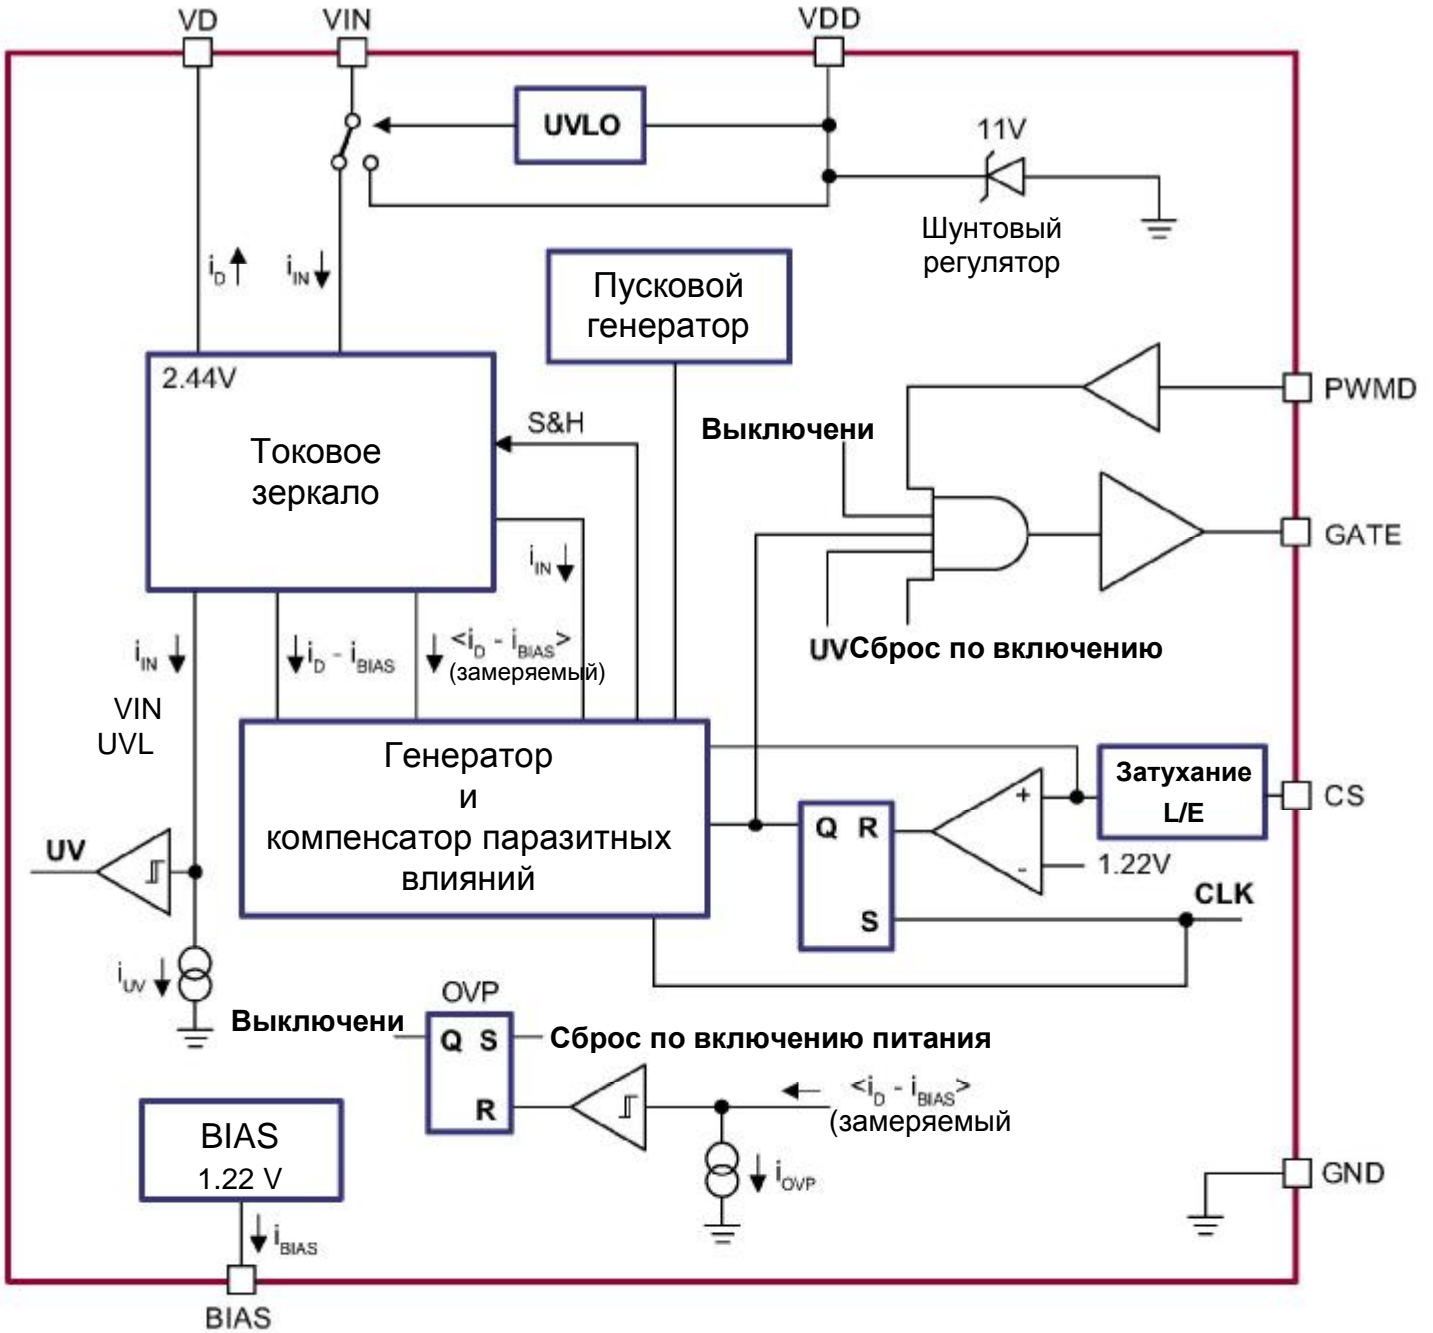 VD
VIN
VDD
UVLO
11V
Шунтовый
регулятор
iD
iIN
Пусковой
генератор
2.44V
Токовое
зеркало
S&H
PWMD
Выключени
GATE
iIN
UV
Сброс по включению
iIN
iD - iBIAS
<iD - iBIAS>
(замеряемый)
VIN
UVL
Генератор
и
компенсатор паразитных
влияний
Q R
S
+
-
1.22V
Затухание
L/E
CS
CLK
UV
iUV
OVP
Выключени
Q S
R
Сброс по включению питания
<iD - iBIAS>
(замеряемый
iOVP
BIAS
1.22 V
iBIAS
BIAS
GND